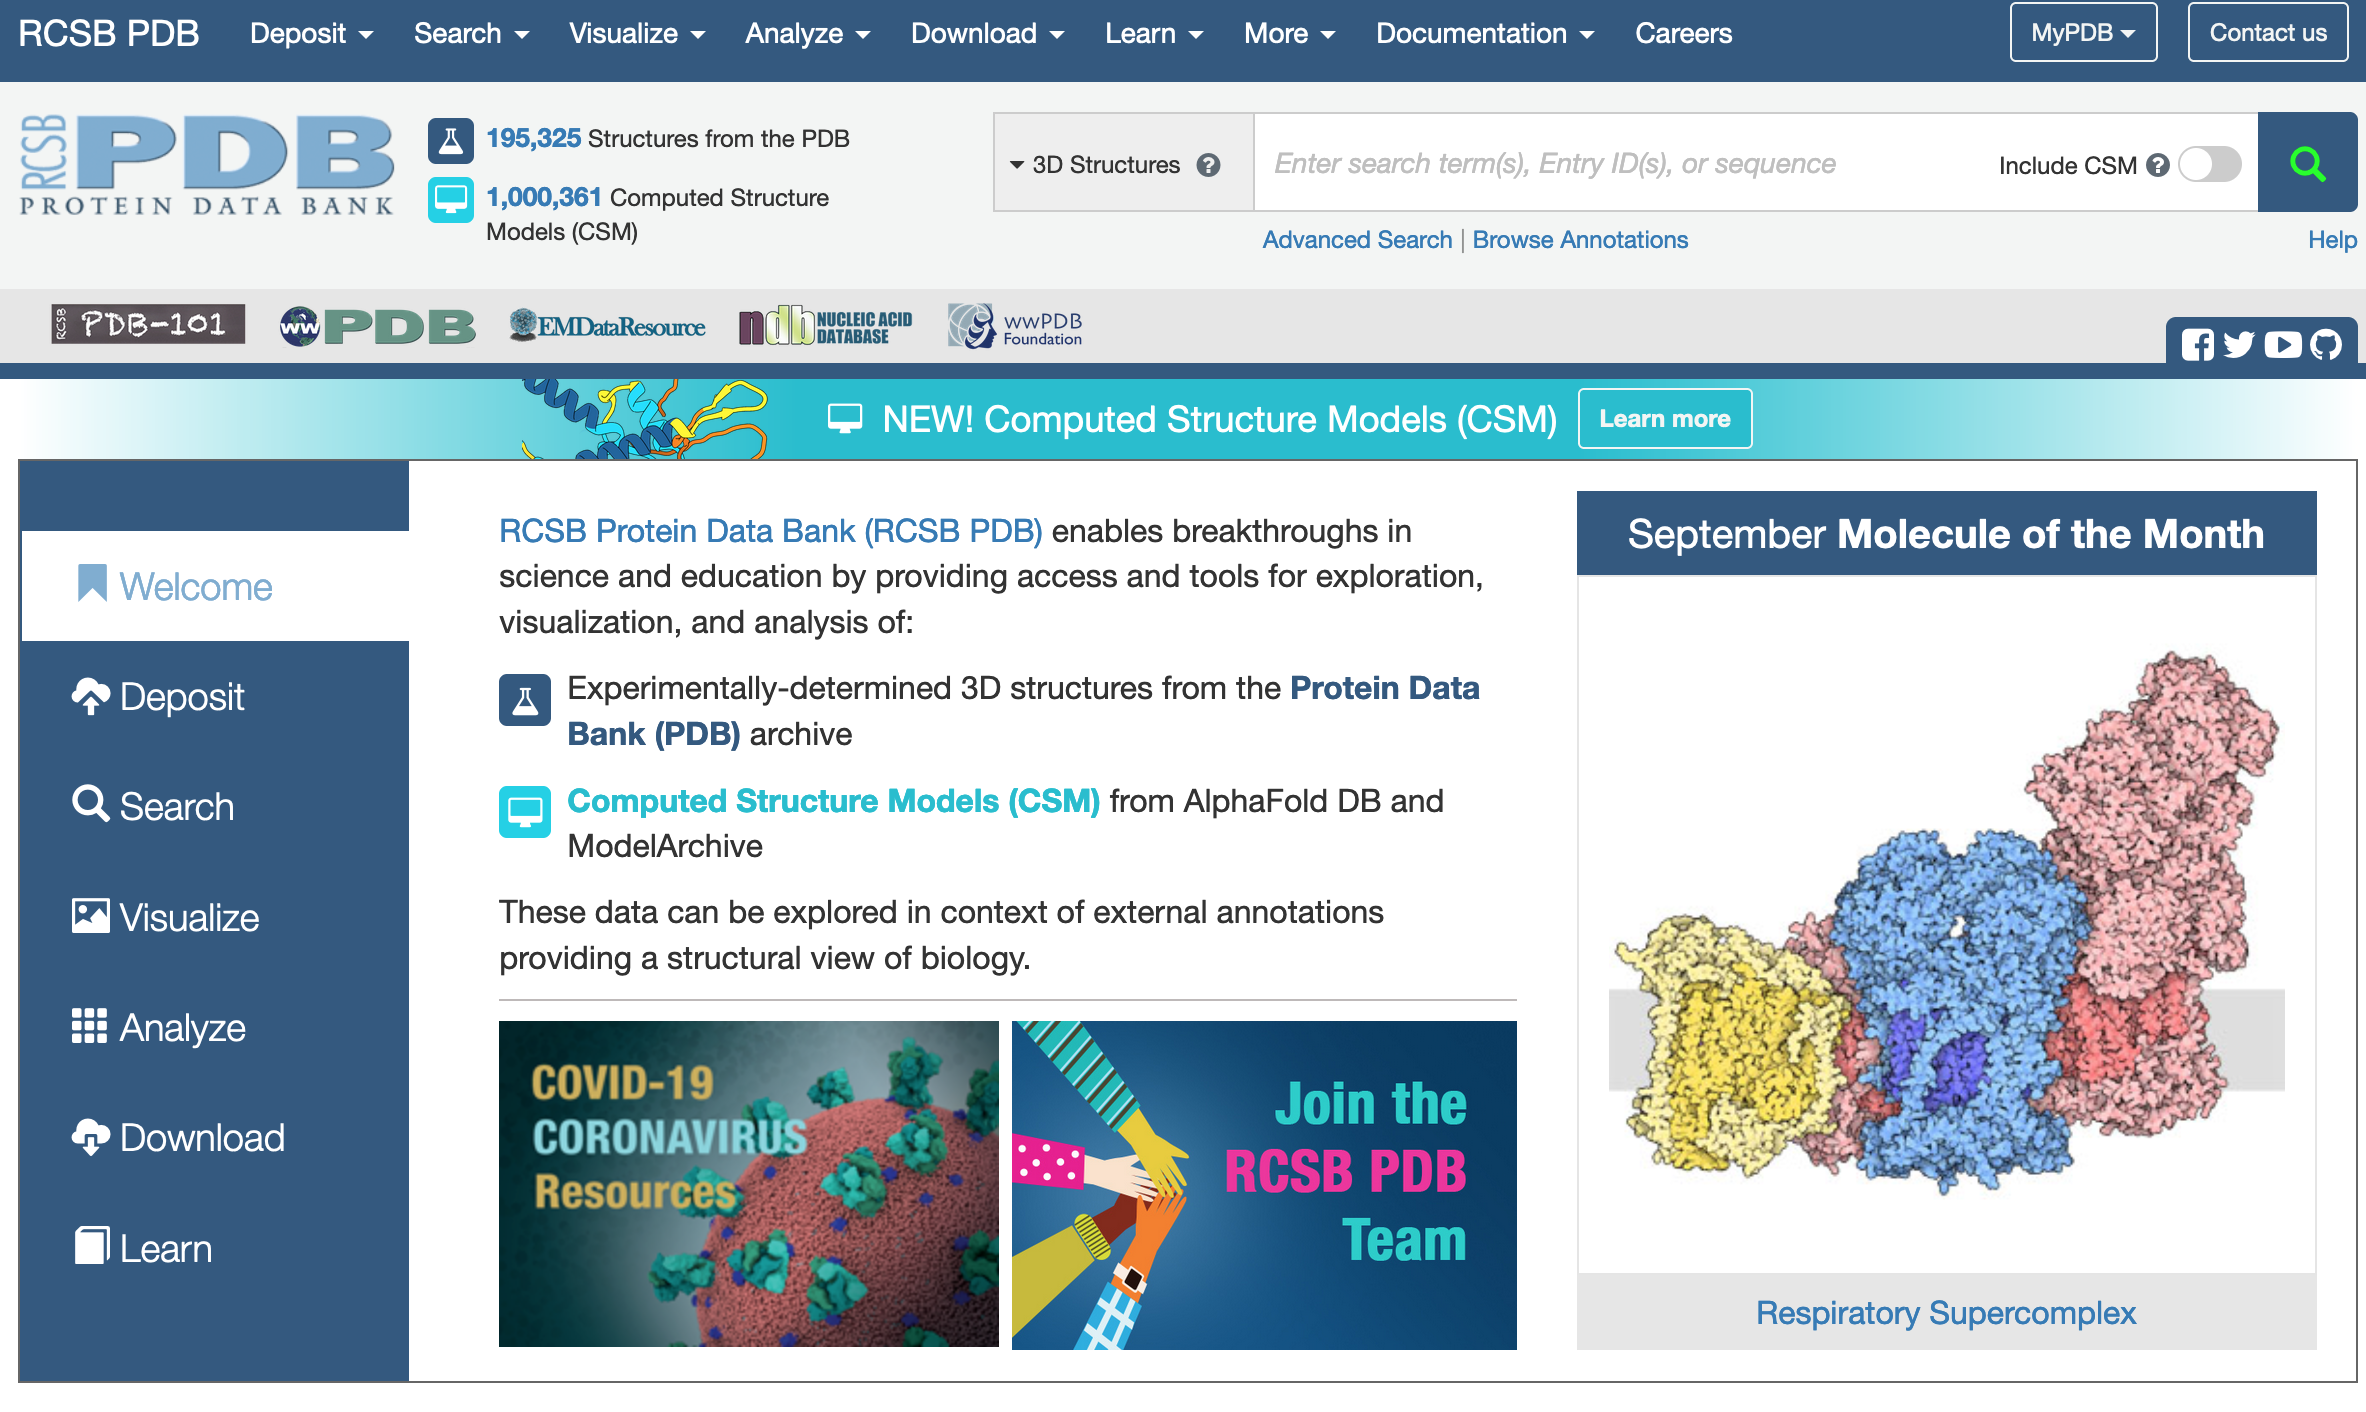 RCSB PDB Deposit Search Visualize Analyze Download Learn More Documentation Careers MyPDB Contact us
RCSB PDB
PROTEIN DATA BANK
195,325 Structures from the PDB
1,000,361 Computed Structure
Models (CSM)
3D Structures ? Enter search term(s), Entry ID(s), or sequence Include CSM ?
Advanced Search | Browse Annotations Help
RCSB PDB-101
ww PDB
EMDataResource
ndb NUCLEIC ACID
DATABASE
wwPDB
Foundation
NEW! Computed Structure Models (CSM) Learn more
Welcome
Deposit
Search
Visualize
Analyze
Download
Learn
RCSB Protein Data Bank (RCSB PDB) enables breakthroughs in
science and education by providing access and tools for exploration,
visualization, and analysis of:
Experimentally-determined 3D structures from the Protein Data
Bank (PDB) archive
Computed Structure Models (CSM) from AlphaFold DB and
ModelArchive
These data can be explored in context of external annotations
providing a structural view of biology.
COVID-19
CORONAVIRUS
Resources
Join the
RCSB PDB
Team
September Molecule of the Month
Respiratory Supercomplex